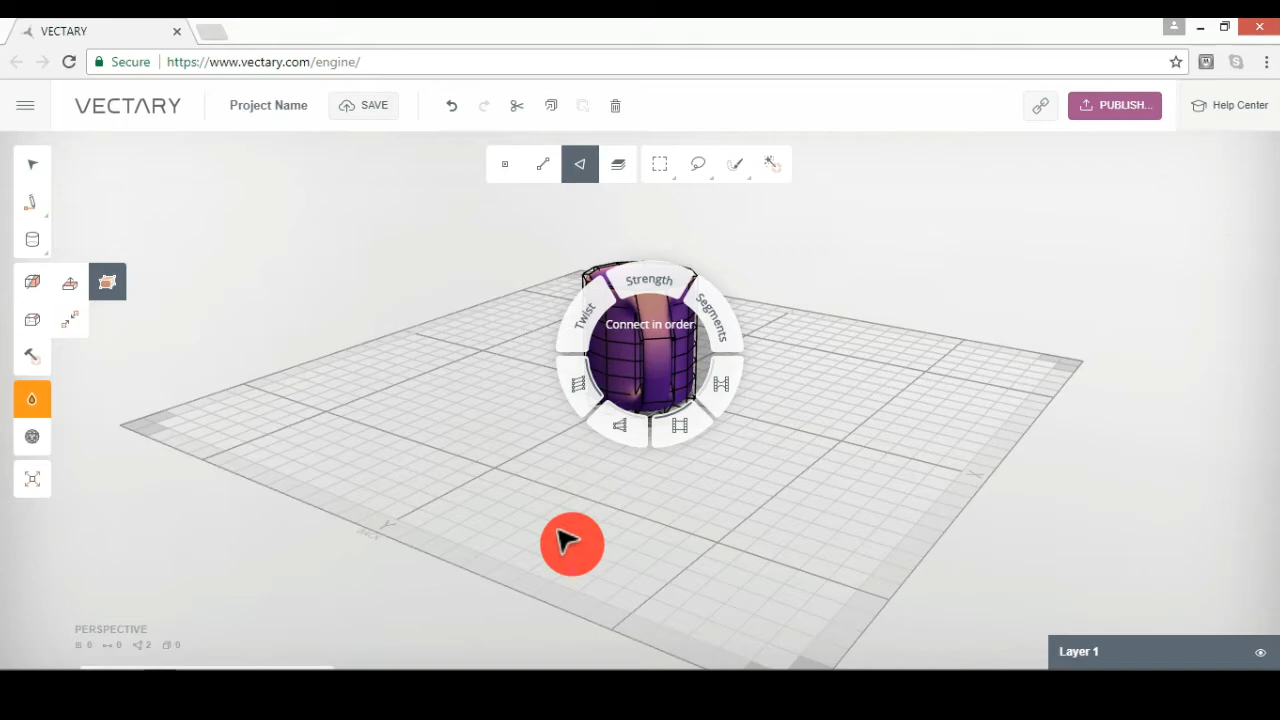 VECTARY
Secure https://www.vectary.com/engine/
VECTARY Project Name SAVE PUBLISH... Help Center
Strength
Twist
Segments
Connect in order.
Y
BACK
X
PERSPECTIVE
0 0 2 0
Layer 1